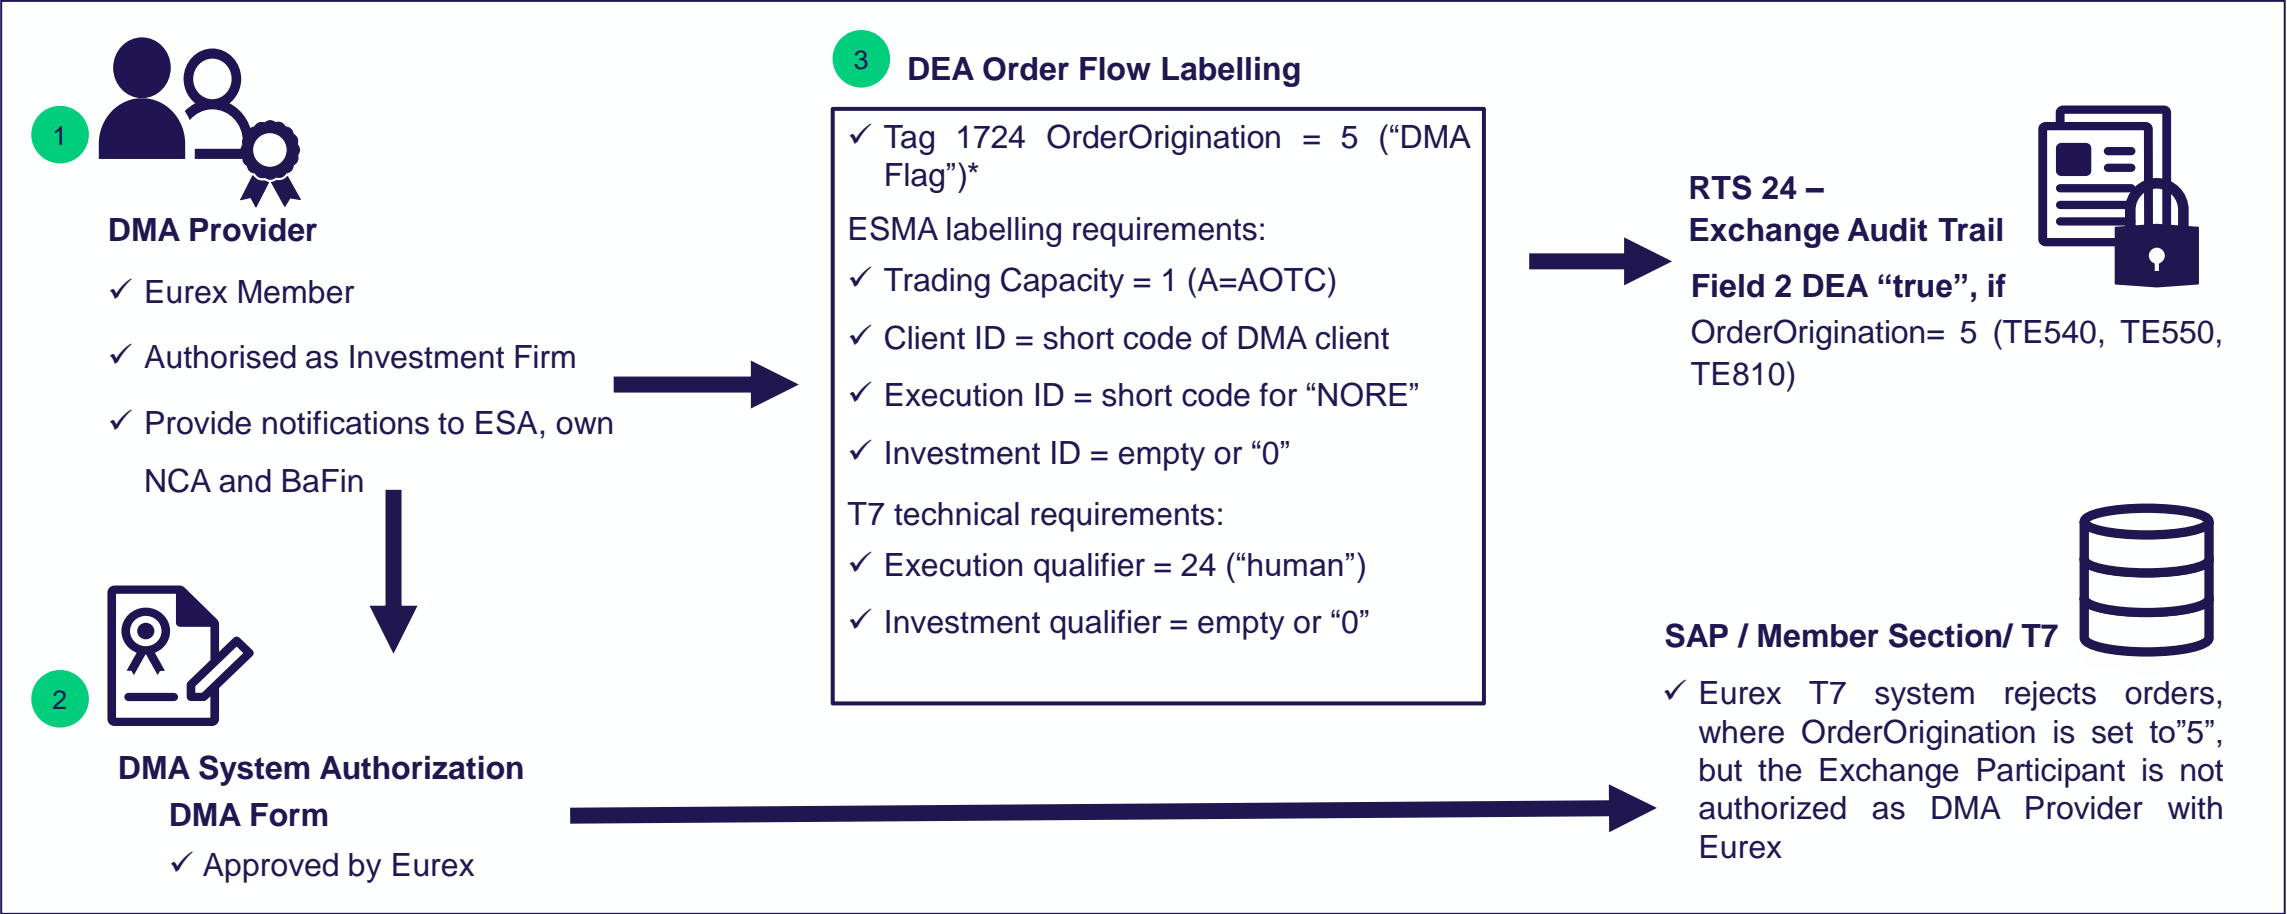 1
DMA Provider
✓ Eurex Member
✓ Authorised as Investment Firm
✓ Provide notifications to ESA, own
NCA and BaFin
2
DMA System Authorization
DMA Form
✓ Approved by Eurex
3
DEA Order Flow Labelling
✓ Tag 1724 OrderOrigination = 5 (“DMA
Flag”)*
ESMA labelling requirements:
✓ Trading Capacity = 1 (A=AOTC)
✓ Client ID = short code of DMA client
✓ Execution ID = short code for “NORE”
✓ Investment ID = empty or “0”
T7 technical requirements:
✓ Execution qualifier = 24 (“human”)
✓ Investment qualifier = empty or “0”
RTS 24 –
Exchange Audit Trail
Field 2 DEA “true”, if
OrderOrigination= 5 (TE540, TE550,
TE810)
SAP / Member Section/ T7
✓ Eurex T7 system rejects orders,
where OrderOrigination is set to”5”,
but the Exchange Participant is not
authorized as DMA Provider with
Eurex